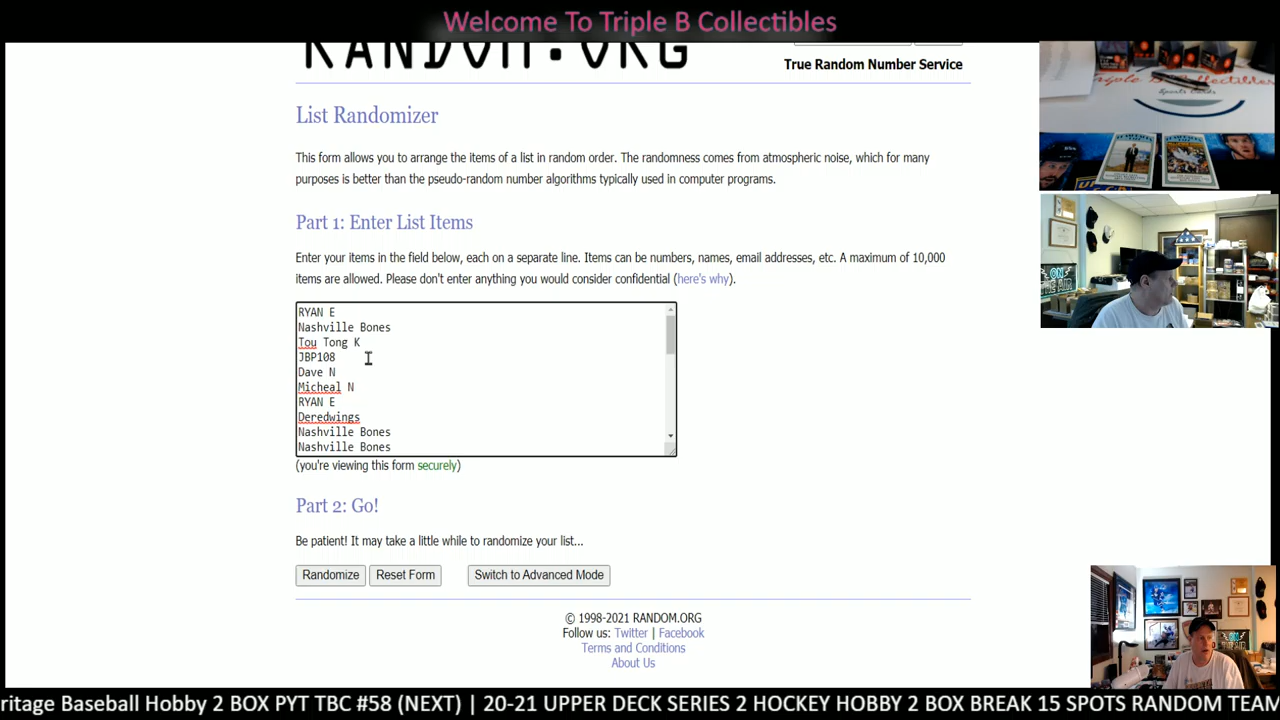 Welcome To Triple B Collectibles
RANDOM.ORG
True Random Number Service
List Randomizer
This form allows you to arrange the items of a list in random order. The randomness comes from atmospheric noise, which for many
purposes is better than the pseudo-random number algorithms typically used in computer programs.
Part 1: Enter List Items
Enter your items in the field below, each on a separate line. Items can be numbers, names, email addresses, etc. A maximum of 10,000
items are allowed. Please don't enter anything you would consider confidential (here's why).
RYAN E
Nashville Bones
Tou Tong K
JBP108
Dave N
Micheal N
RYAN E
Deredwings
Nashville Bones
Nashville Bones
(you're viewing this form securely)
Part 2: Go!
Be patient! It may take a little while to randomize your list...
Randomize Reset Form Switch to Advanced Mode
© 1998-2021 RANDOM.ORG
Follow us: Twitter | Facebook
Terms and Conditions
About Us
Triple B Collectibles
Sports Cards
ON
THE AIR
ritage Baseball Hobby 2 BOX PYT TBC #58 (NEXT) | 20-21 UPPER DECK SERIES 2 HOCKEY HOBBY 2 BOX BREAK 15 SPOTS RANDOM TEAM